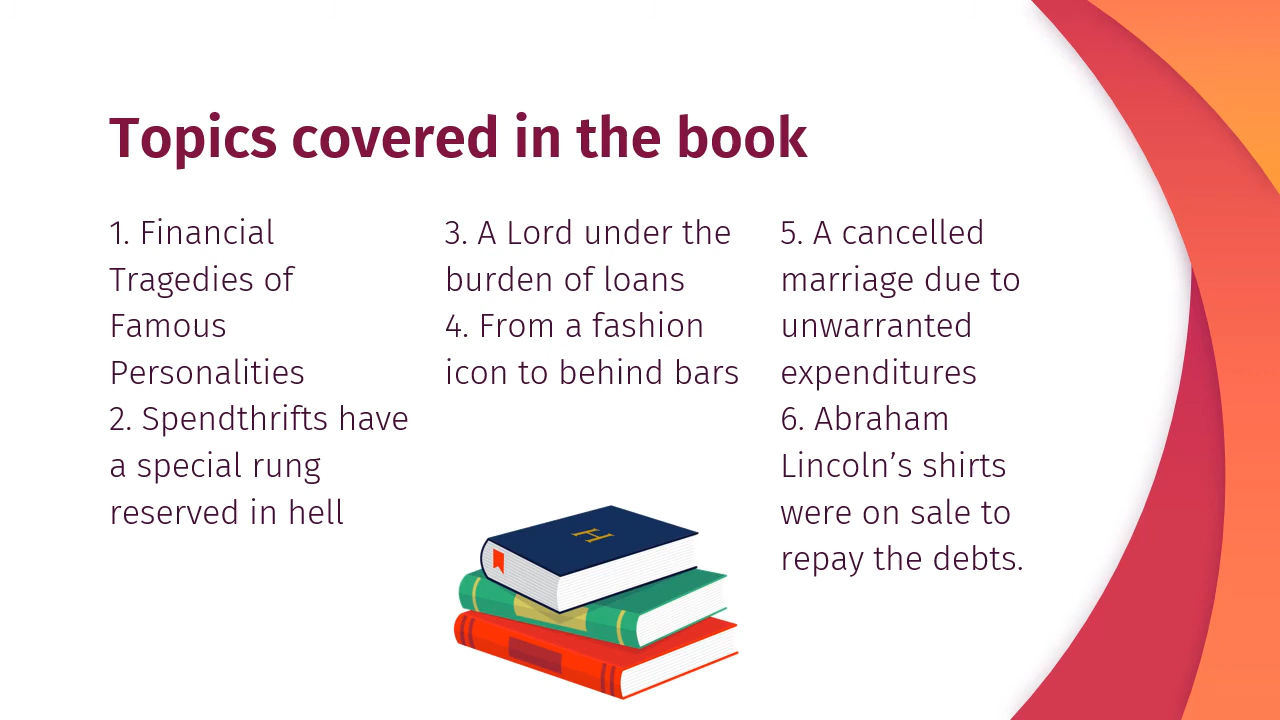 Topics covered in the book
1. Financial
Tragedies of
Famous
Personalities
2. Spendthrifts have
a special rung
reserved in hell
3. A Lord under the
burden of loans
4. From a fashion
icon to behind bars
5. A cancelled
marriage due to
unwarranted
expenditures
6. Abraham
Lincoln’s shirts
were on sale to
repay the debts.
H